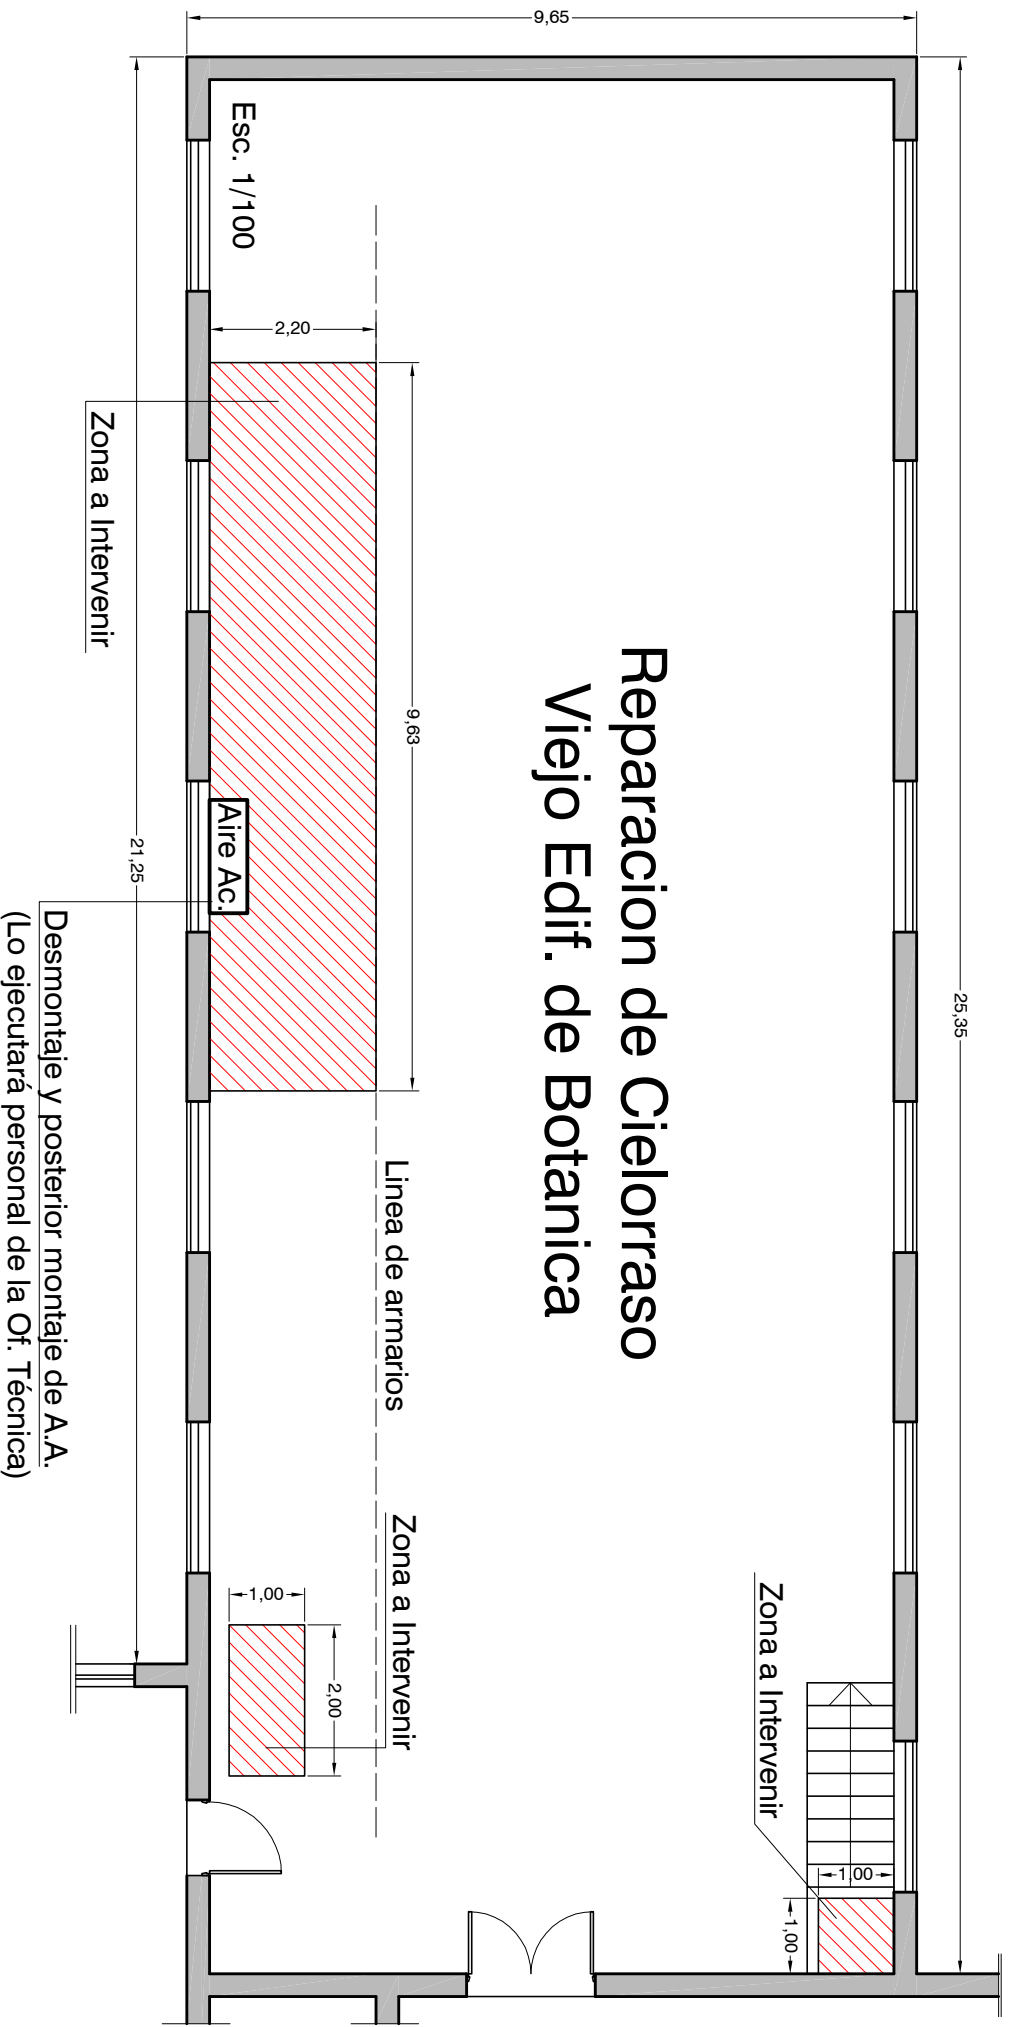 25,35
Zona a Intervenir
1,00
1,00
Reparacion de Cielorraso
Viejo Edif. de Botanica
9,65
9,63
Linea de armarios
Zona a Intervenir
2,20
2,00
1,00
Esc. 1/100
Aire Ac.
21,25
Zona a Intervenir
Desmontaje y posterior montaje de A.A.
(Lo ejecutará personal de la Of. Técnica)